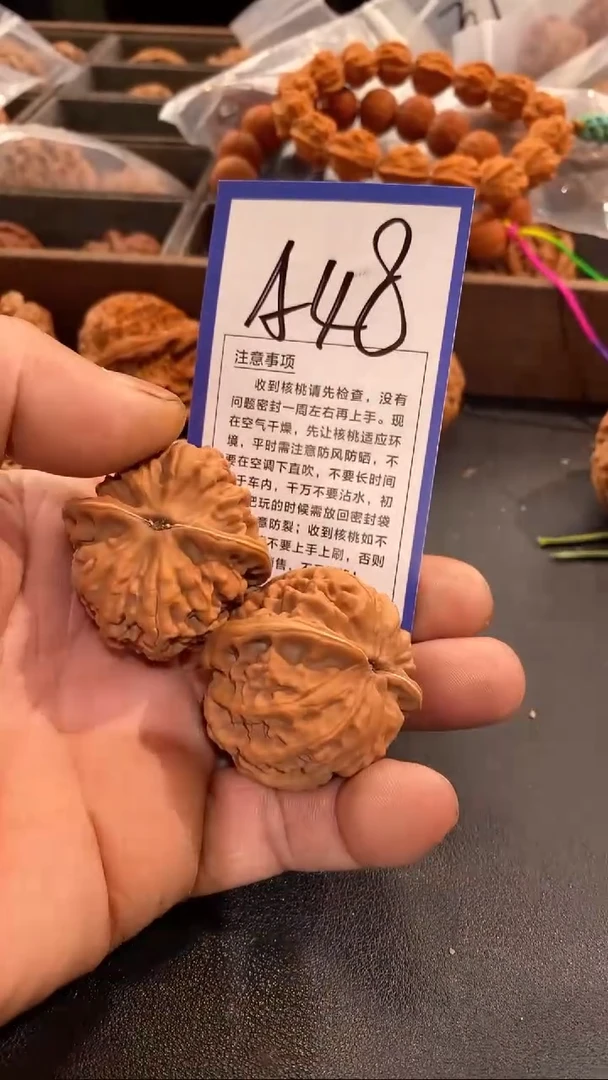 A48
注意事项
收到核桃请先检查，没有
问题密封一周左右再上手。现
在空气干燥，先让核桃适应环
境，平时需注意防风防晒，不
要在空调下直吹，不要长时间
于车内，千万不要沾水，初
把玩的时候需放回密封袋
意防裂；收到核桃如不
不要上手上刷，否则
售，不